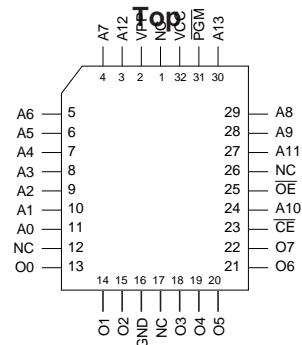 Top
A7 A12 VPP NC VCC PGM A13
4 3 2 1 32 31 30
A6 5 29 A8
A5 6 28 A9
A4 7 27 A11
A3 8 26 NC
A2 9 25 OE
A1 10 24 A10
A0 11 23 CE
NC 12 22 O7
O0 13 21 O6
14 15 16 17 18 19 20
O1 O2 GND NC O3 O4 O5